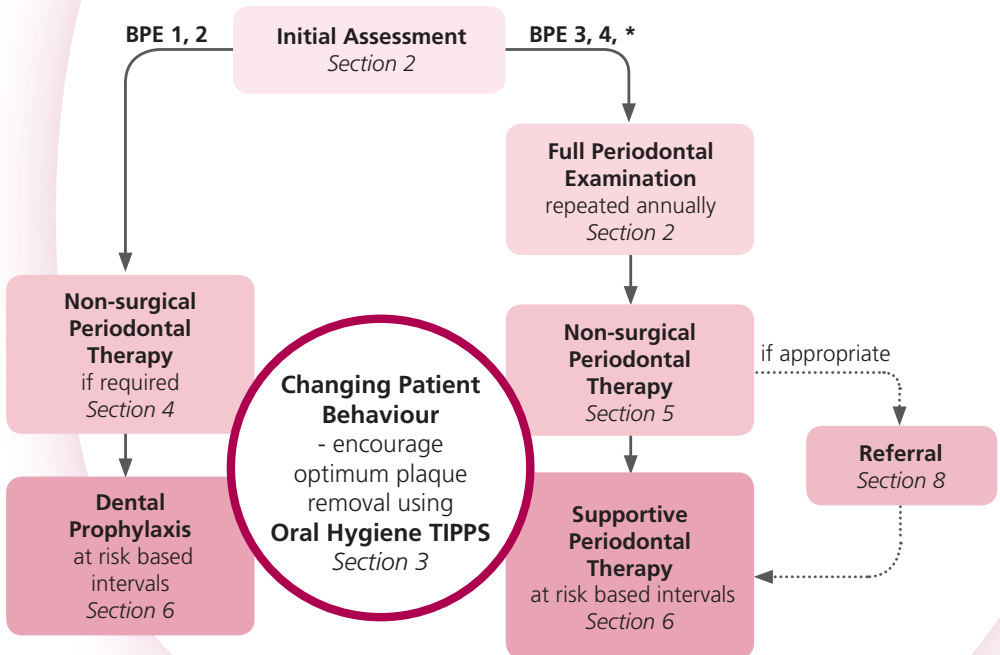 BPE 1, 2
Initial Assessment
Section 2
BPE 3, 4, *
Full Periodontal
Examination
repeated annually
Section 2
Non-surgical
Periodontal
Therapy
if required
Section 4
Changing Patient
Behaviour
- encourage
optimum plaque
removal using
Oral Hygiene TIPPS
Section 3
Non-surgical
Periodontal
Therapy
Section 5
if appropriate
Referral
Section 8
Dental
Prophylaxis
at risk based
intervals
Section 6
Supportive
Periodontal
Therapy
at risk based intervals
Section 6